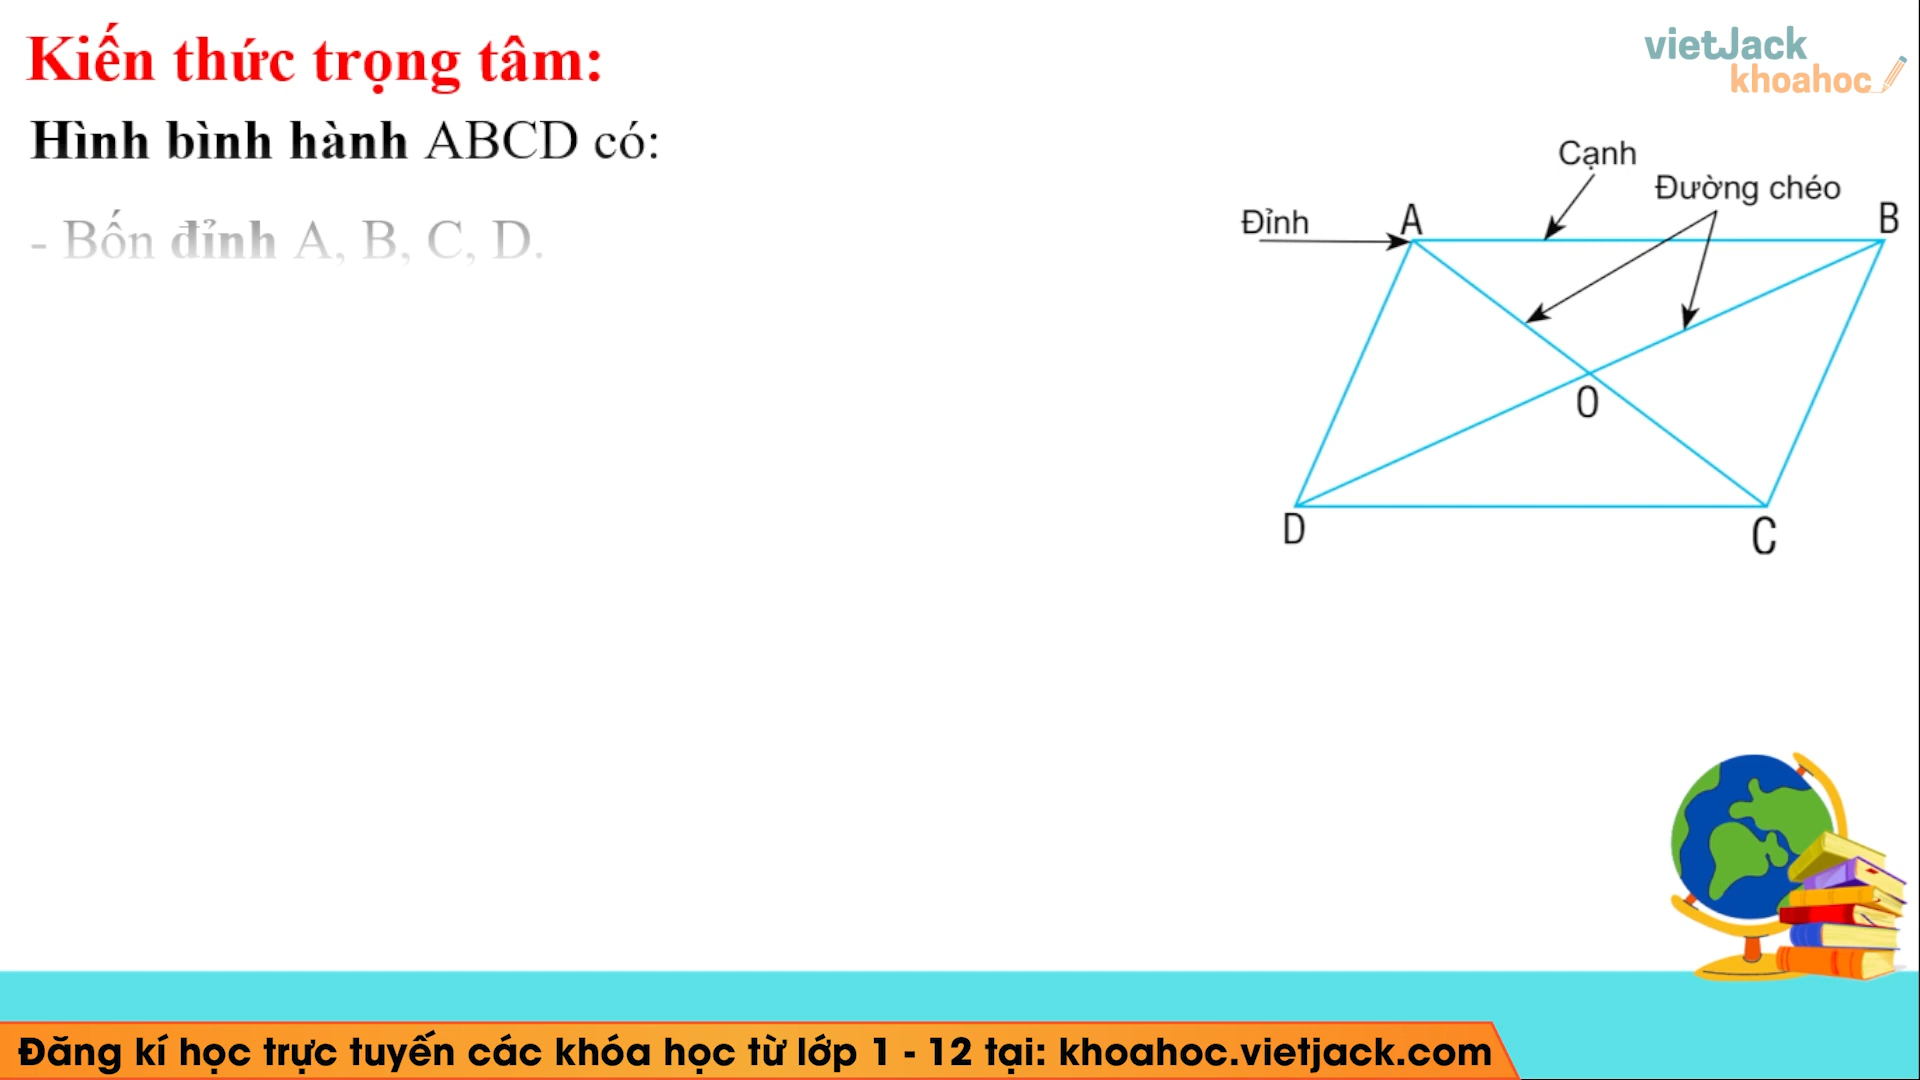 Kiến thức trọng tâm:
vietJack
khoahoc
Hình bình hành ABCD có:
- Bốn đỉnh A, B, C, D.
Cạnh
Đường chéo
Đỉnh
A
B
O
D
C
Đăng kí học trực tuyến các khóa học từ lớp 1 - 12 tại: khoahoc.vietjack.com